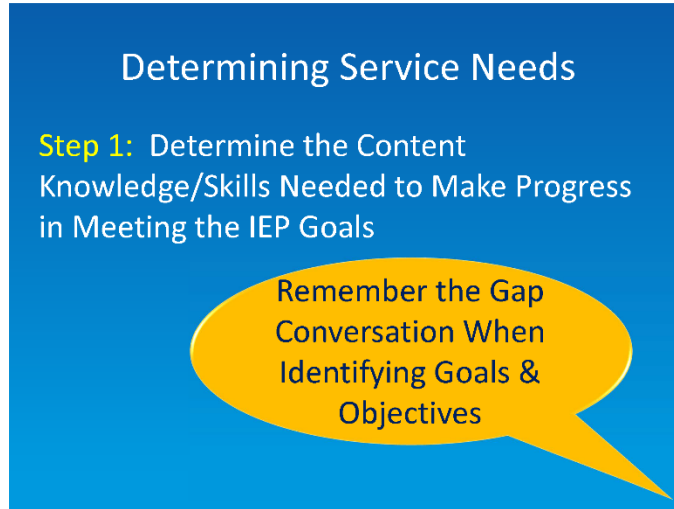 Determining Service Needs
Step 1: Determine the Content
Knowledge/Skills Needed to Make Progress
in Meeting the IEP Goals
Remember the Gap
Conversation When
Identifying Goals &
Objectives